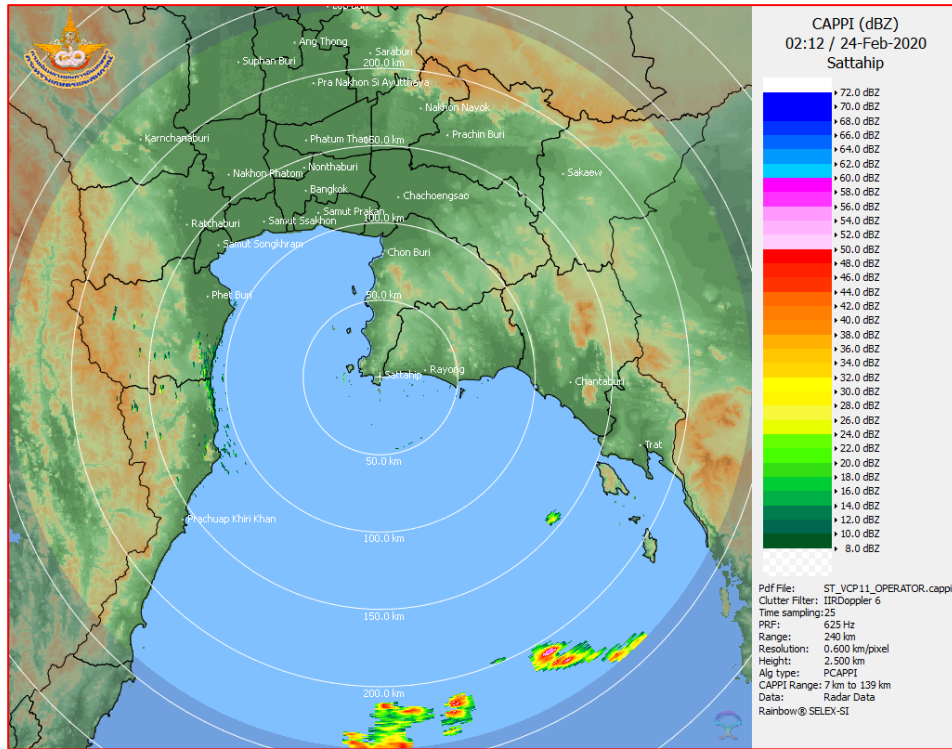 CAPPI (dBZ)
02:12 / 24-Feb-2020
Sattahip
72.0 dBZ
70.0 dBZ
68.0 dBZ
66.0 dBZ
64.0 dBZ
62.0 dBZ
60.0 dBZ
58.0 dBZ
56.0 dBZ
54.0 dBZ
52.0 dBZ
50.0 dBZ
48.0 dBZ
46.0 dBZ
44.0 dBZ
42.0 dBZ
40.0 dBZ
38.0 dBZ
36.0 dBZ
34.0 dBZ
32.0 dBZ
30.0 dBZ
28.0 dBZ
26.0 dBZ
24.0 dBZ
22.0 dBZ
20.0 dBZ
18.0 dBZ
16.0 dBZ
14.0 dBZ
12.0 dBZ
10.0 dBZ
8.0 dBZ
Pdf File: ST_VCP11_OPERATOR.cappi
Clutter Filter: IIRDoppler 6
Time sampling:25
PRF: 625 Hz
Range: 240 km
Resolution: 0.600 km/pixel
Height: 2.500 km
Alg type: PCAPPI
CAPPI Range: 7 km to 139 km
Data: Radar Data
Rainbow® SELEX-SI
Ang Thong
Saraburi
Suphan Buri
200.0 km
Pra Nakhon Si Ayutthaya
Nakhon Nayok
Karnchanaburi
Phatum Than
50.0 km
Prachin Buri
Nonthaburi
Nakhon Phatom
Sakaew
Bangkok
Chachoengsao
Samut Prakan
Ratchaburi
Samut Ssakhon
100.0 km
Samut Songkhram
Chon Buri
Phet Buri
50.0 km
Sattahip
Rayong
Chantaburi
Trat
50.0 km
Prachuap Khiri Khan
100.0 km
150.0 km
200.0 km